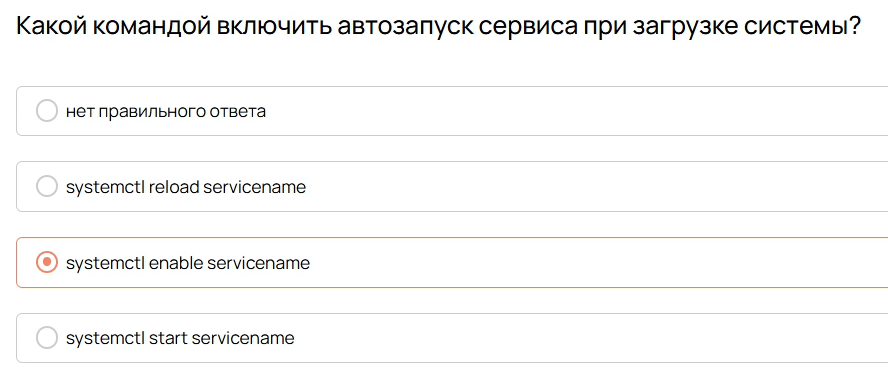 Какой командой включить автозапуск сервиса при загрузке системы?
нет правильного ответа
systemctl reload servicename
systemctl enable servicename
systemctl start servicename